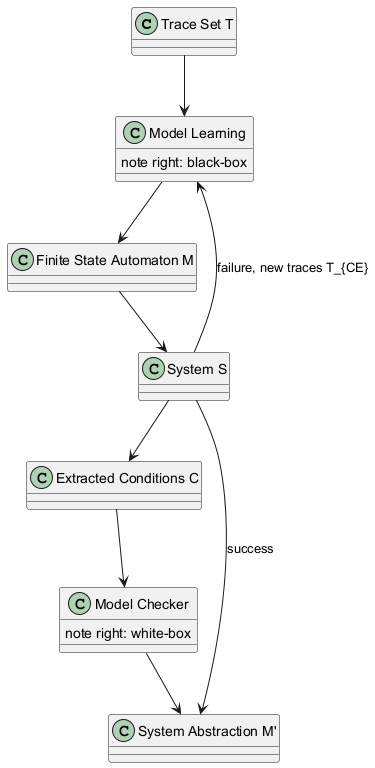 C Trace Set T
C Model Learning
note right: black-box
C Finite State Automaton M
failure, new traces T_{CE}
C System S
C Extracted Conditions C
success
C Model Checker
note right: white-box
C System Abstraction M'